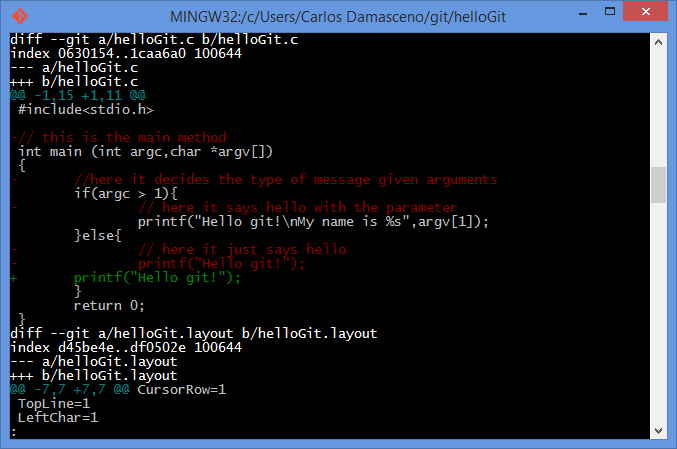 MINGW32:/c/Users/Carlos Damasceno/git/helloGit
diff --git a/helloGit.c b/helloGit.c
index 0630154..1caa6a0 100644
--- a/helloGit.c
+++ b/helloGit.c
@@ -1,15 +1,11 @@
 #include<stdio.h>

-// this is the main method
 int main (int argc,char *argv[])
 {
-       //here it decides the type of message given arguments
        if(argc > 1){
-               // here it says hello with the parameter
                printf("Hello git!\nMy name is %s",argv[1]);
        }else{
-               // here it just says hello
-               printf("Hello git!");
+       printf("Hello git!");
        }
        return 0;
 }
diff --git a/helloGit.layout b/helloGit.layout
index d45be4e..df0502e 100644
--- a/helloGit.layout
+++ b/helloGit.layout
@@ -7,7 +7,7 @@ CursorRow=1
 TopLine=1
 LeftChar=1
: